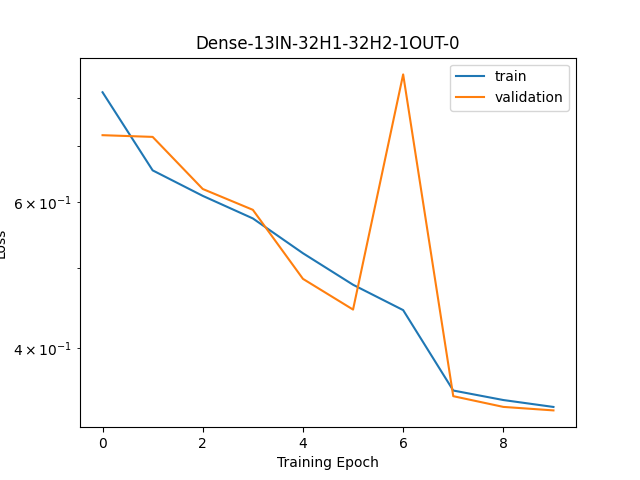 Dense-13IN-32H1-32H2-1OUT-0
train
validation
6 × 10⁻¹
4 × 10⁻¹
Loss
0 2 4 6 8
Training Epoch